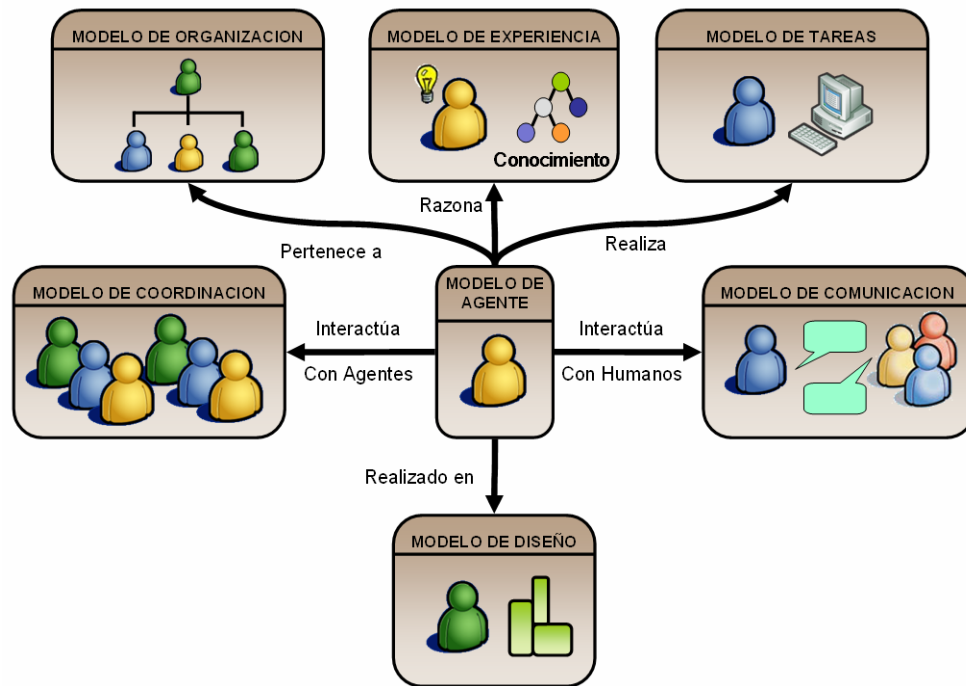 MODELO DE ORGANIZACION
MODELO DE EXPERIENCIA
MODELO DE TAREAS
Conocimiento
Razona
Pertenece a
Realiza
MODELO DE COORDINACION
MODELO DE
AGENTE
MODELO DE COMUNICACION
Interactúa
Con Agentes
Interactúa
Con Humanos
Realizado en
MODELO DE DISEÑO